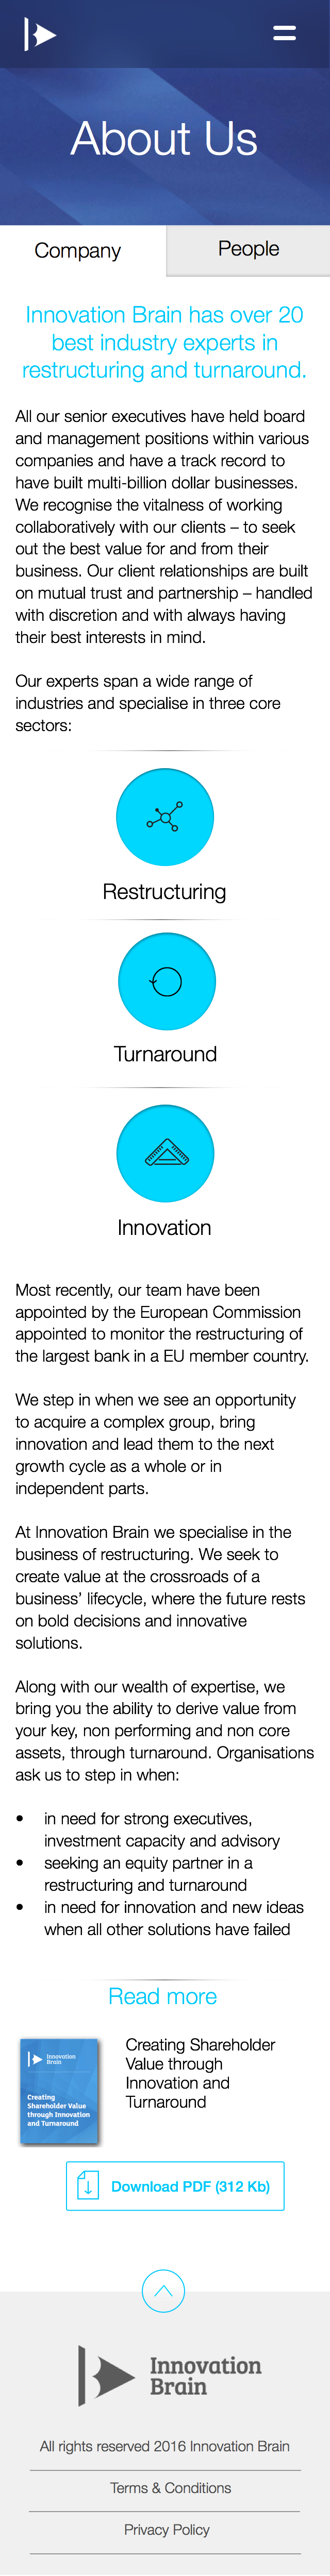 About Us
Company
People
Innovation Brain has over 20
best industry experts in
restructuring and turnaround.
All our senior executives have held board
and management positions within various
companies and have a track record to
have built multi-billion dollar businesses.
We recognise the vitalness of working
collaboratively with our clients – to seek
out the best value for and from their
business. Our client relationships are built
on mutual trust and partnership – handled
with discretion and with always having
their best interests in mind.
Our experts span a wide range of
industries and specialise in three core
sectors:
Restructuring
Turnaround
Innovation
Most recently, our team have been
appointed by the European Commission
appointed to monitor the restructuring of
the largest bank in a EU member country.
We step in when we see an opportunity
to acquire a complex group, bring
innovation and lead them to the next
growth cycle as a whole or in
independent parts.
At Innovation Brain we specialise in the
business of restructuring. We seek to
create value at the crossroads of a
business’ lifecycle, where the future rests
on bold decisions and innovative
solutions.
Along with our wealth of expertise, we
bring you the ability to derive value from
your key, non performing and non core
assets, through turnaround. Organisations
ask us to step in when:
• in need for strong executives,
investment capacity and advisory
• seeking an equity partner in a
restructuring and turnaround
• in need for innovation and new ideas
when all other solutions have failed
Read more
Innovation
Brain
Creating
Shareholder Value
through Innovation
and Turnaround
Creating Shareholder
Value through
Innovation and
Turnaround
Download PDF (312 Kb)
Innovation
Brain
All rights reserved 2016 Innovation Brain
Terms & Conditions
Privacy Policy